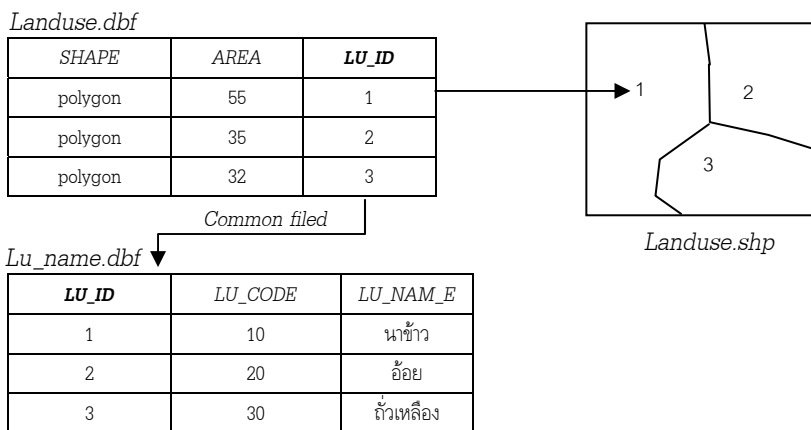 Landuse.dbf
SHAPE AREA LU_ID
polygon 55 1
polygon 35 2
polygon 32 3
1
2
3
Landuse.shp
Common filed
Lu_name.dbf
LU_ID LU_CODE LU_NAM_E
1 10 นาข้าว
2 20 อ้อย
3 30 ถั่วเหลือง